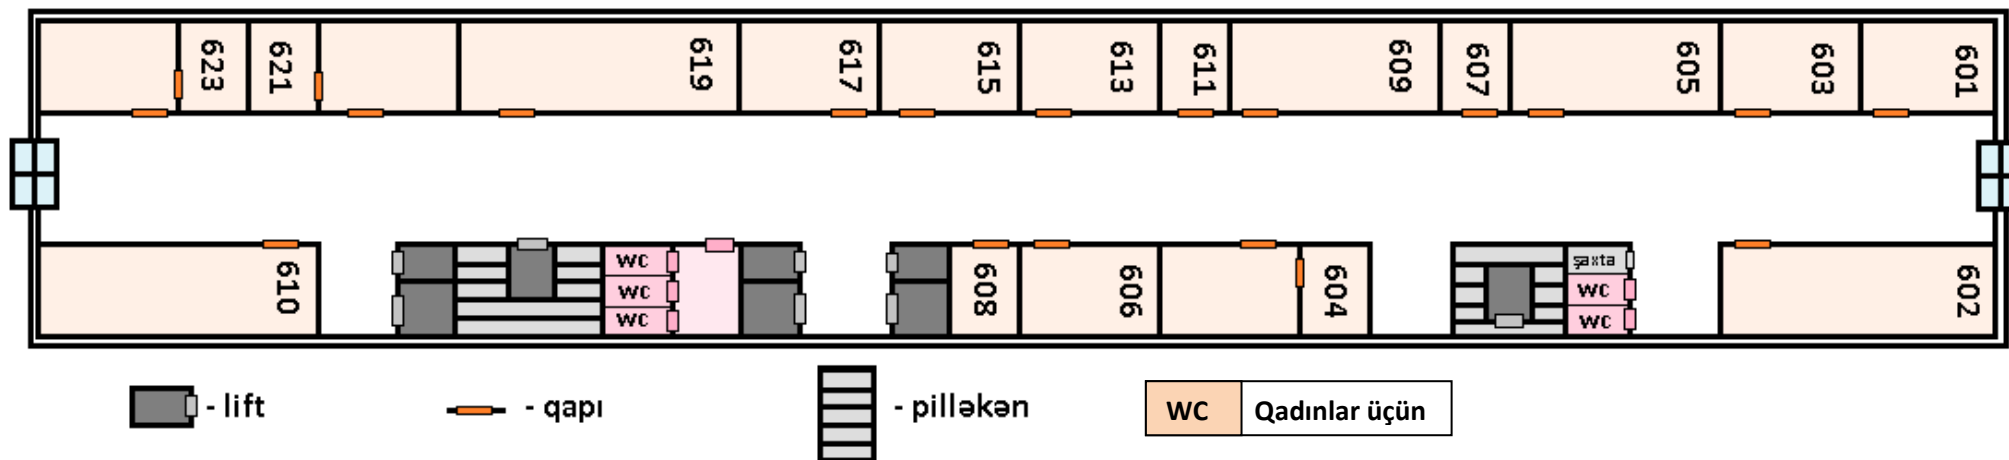 623
621
619
617
615
613
611
609
607
605
603
601
610
WC
WC
WC
608
606
604
şaxta
WC
WC
602
- lift
- qapı
- pilləkən
WC Qadınlar üçün